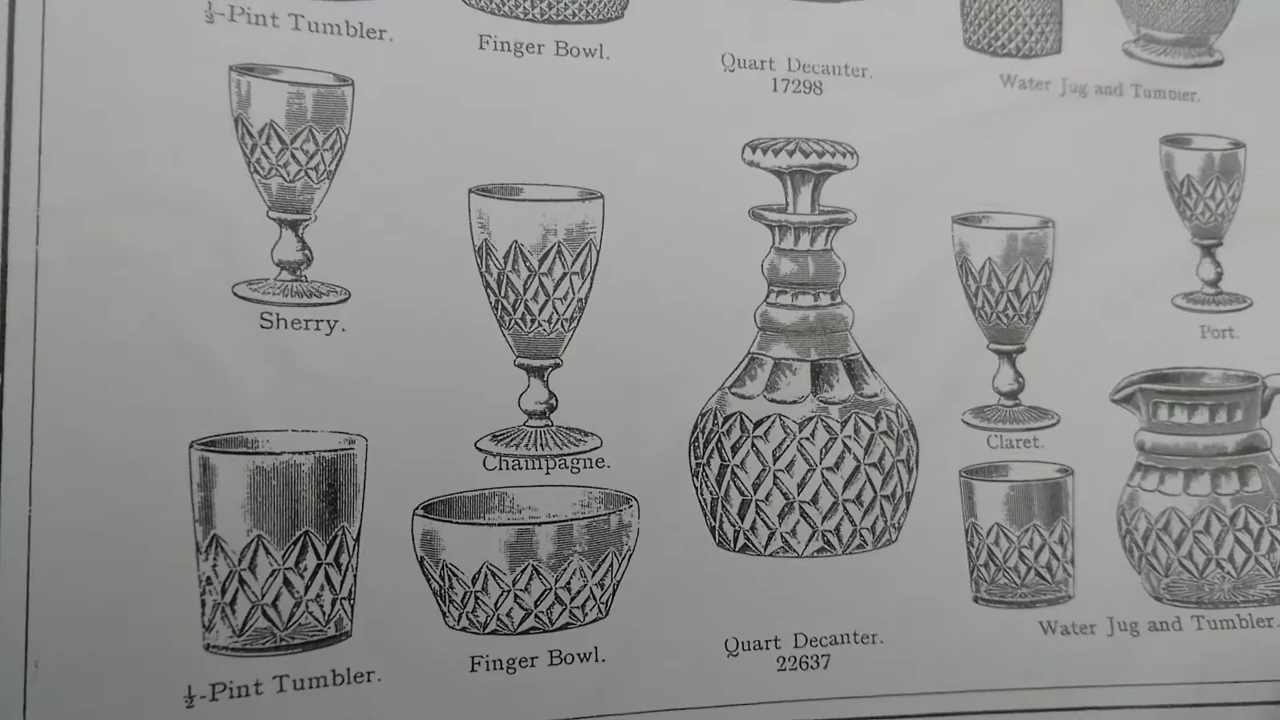 ½-Pint Tumbler.
Finger Bowl.
Quart Decanter.
17298
Water Jug and Tumbler.
Sherry.
Champagne.
Port.
Claret.
½-Pint Tumbler.
Finger Bowl.
Quart Decanter.
22637
Water Jug and Tumbler.